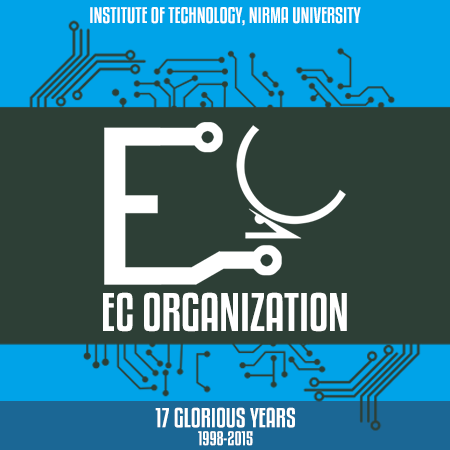 INSTITUTE OF TECHNOLOGY, NIRMA UNIVERSITY
EC
EC ORGANIZATION
17 GLORIOUS YEARS
1998-2015